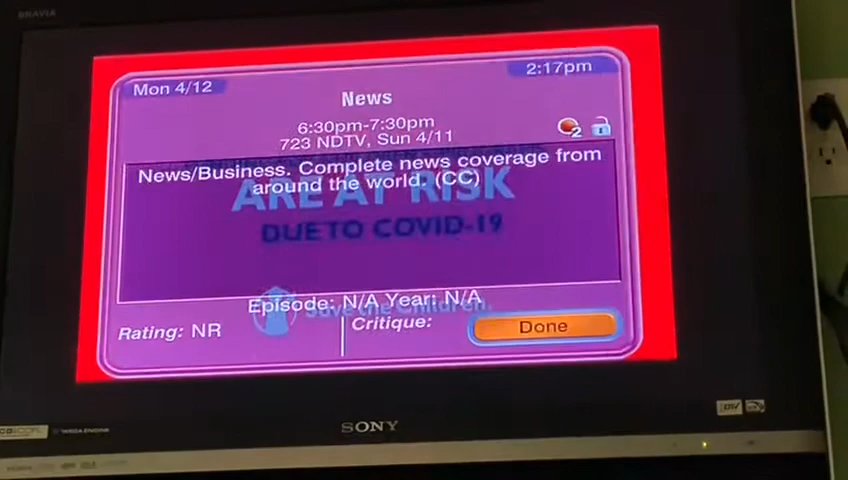 BRAVIA
Mon 4/12
2:17pm
News
6:30pm-7:30pm
723 NDTV, Sun 4/11
2
News/Business. Complete news coverage from
around the world. (CC)
ARE AT RISK
DUE TO COVID-19
Episode: N/A Year: N/A
Save the Children.
Rating: NR
Critique:
Done
SONY